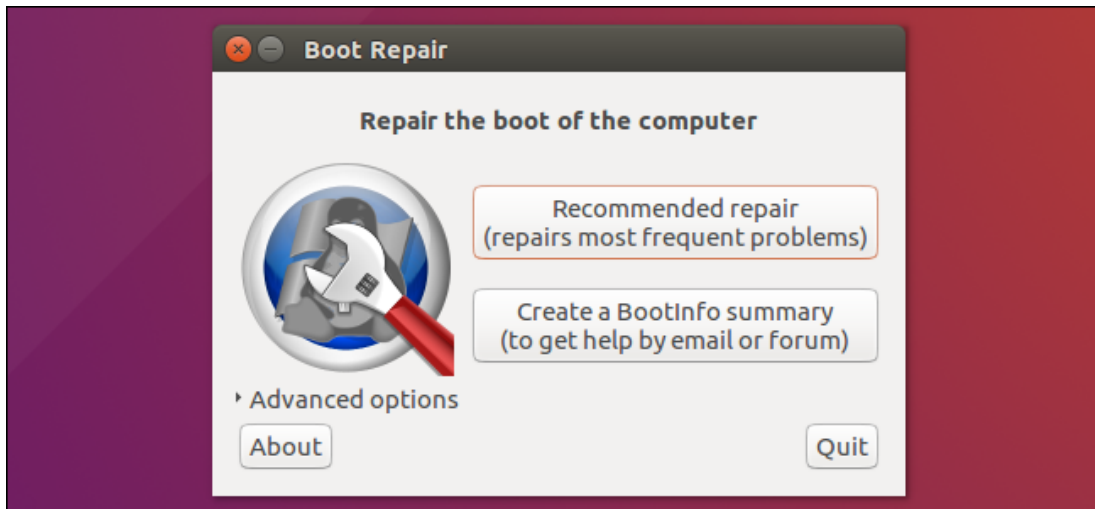 Boot Repair
Repair the boot of the computer
Recommended repair
(repairs most frequent problems)
Create a BootInfo summary
(to get help by email or forum)
Advanced options
About
Quit